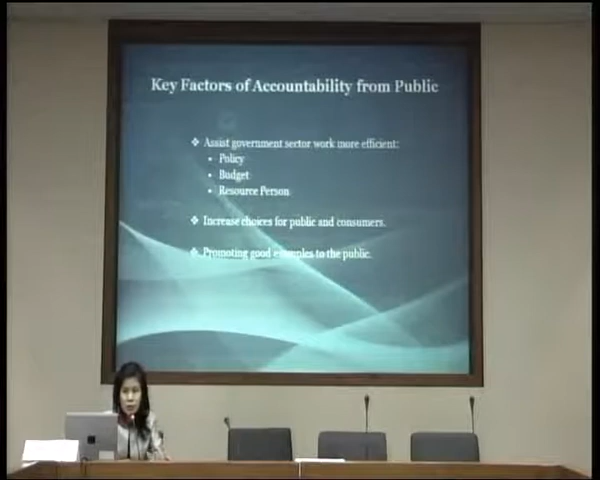 Key Factors of Accountability from Public
❖ Assist government sector work more efficient:
• Policy
• Budget
• Resource Person
❖ Increase choices for public and consumers.
❖ Promoting good examples to the public.